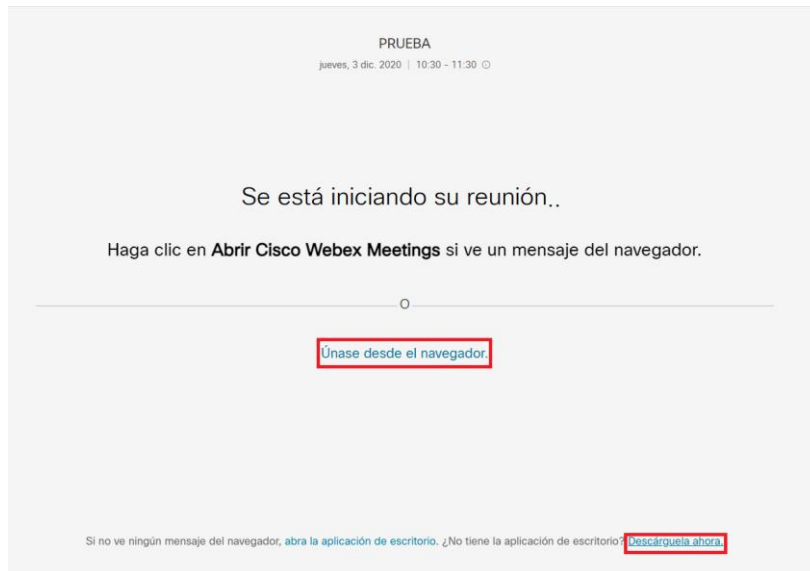 PRUEBA
jueves, 3 dic. 2020 | 10:30 - 11:30
Se está iniciando su reunión..
Haga clic en Abrir Cisco Webex Meetings si ve un mensaje del navegador.
O
Únase desde el navegador.
Si no ve ningún mensaje del navegador, abra la aplicación de escritorio. ¿No tiene la aplicación de escritorio? Descárguela ahora.